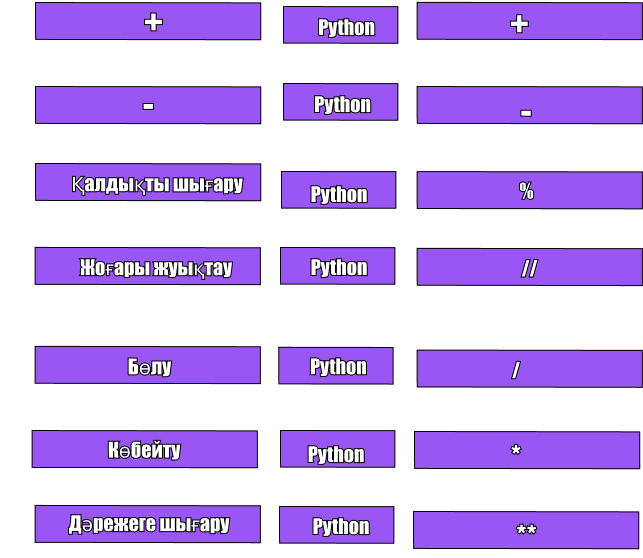 + Python +
- Python -
Қалдықты шығару Python %
Жоғары жуықтау Python //
Бөлу Python /
Көбейту Python *
Дәрежеге шығару Python **